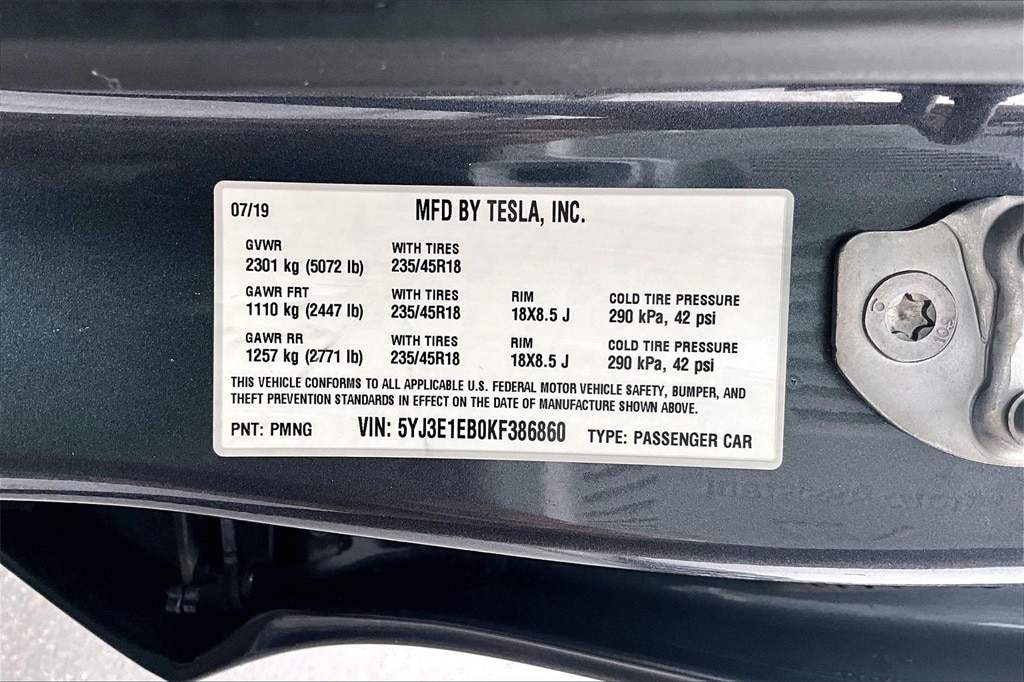 07/19 MFD BY TESLA, INC.
GVWR WITH TIRES
2301 kg (5072 lb) 235/45R18
GAWR FRT WITH TIRES RIM COLD TIRE PRESSURE
1110 kg (2447 lb) 235/45R18 18X8.5 J 290 kPa, 42 psi
GAWR RR WITH TIRES RIM COLD TIRE PRESSURE
1257 kg (2771 lb) 235/45R18 18X8.5 J 290 kPa, 42 psi
THIS VEHICLE CONFORMS TO ALL APPLICABLE U.S. FEDERAL MOTOR VEHICLE SAFETY, BUMPER, AND
THEFT PREVENTION STANDARDS IN EFFECT ON THE DATE OF MANUFACTURE SHOWN ABOVE.
PNT: PMNG VIN: 5YJ3E1EB0KF386860 TYPE: PASSENGER CAR